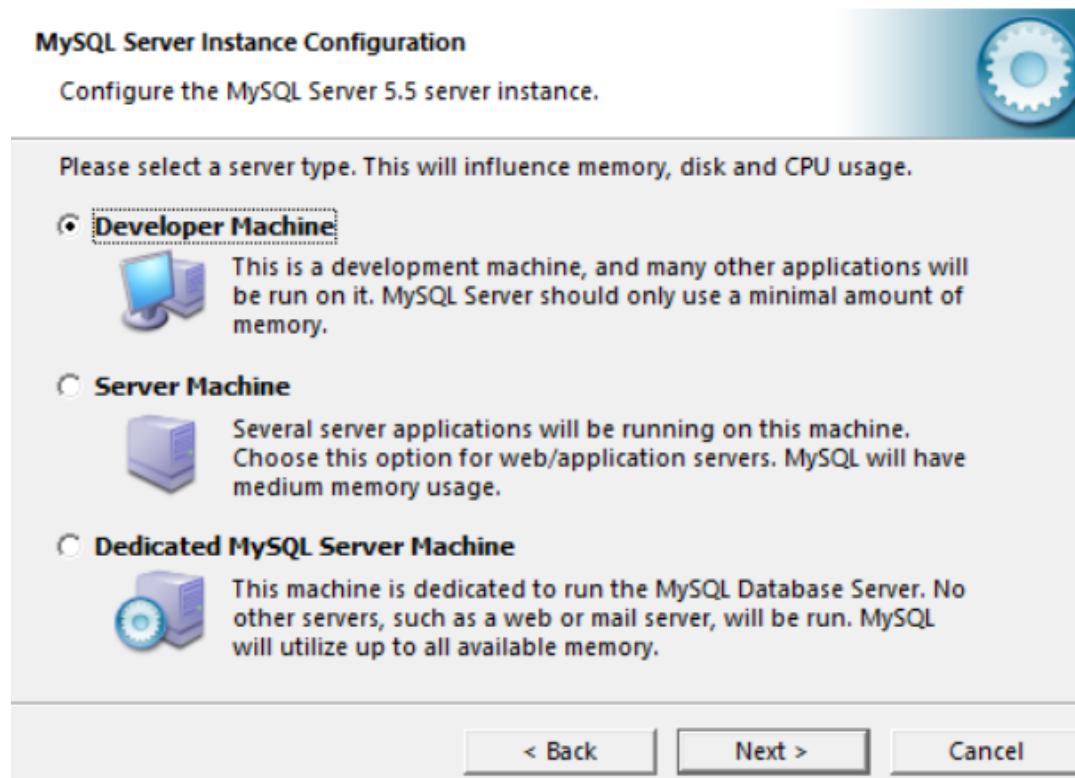 MySQL Server Instance Configuration
Configure the MySQL Server 5.5 server instance.
Please select a server type. This will influence memory, disk and CPU usage.
Developer Machine
This is a development machine, and many other applications will
be run on it. MySQL Server should only use a minimal amount of
memory.
Server Machine
Several server applications will be running on this machine.
Choose this option for web/application servers. MySQL will have
medium memory usage.
Dedicated MySQL Server Machine
This machine is dedicated to run the MySQL Database Server. No
other servers, such as a web or mail server, will be run. MySQL
will utilize up to all available memory.
< Back Next > Cancel